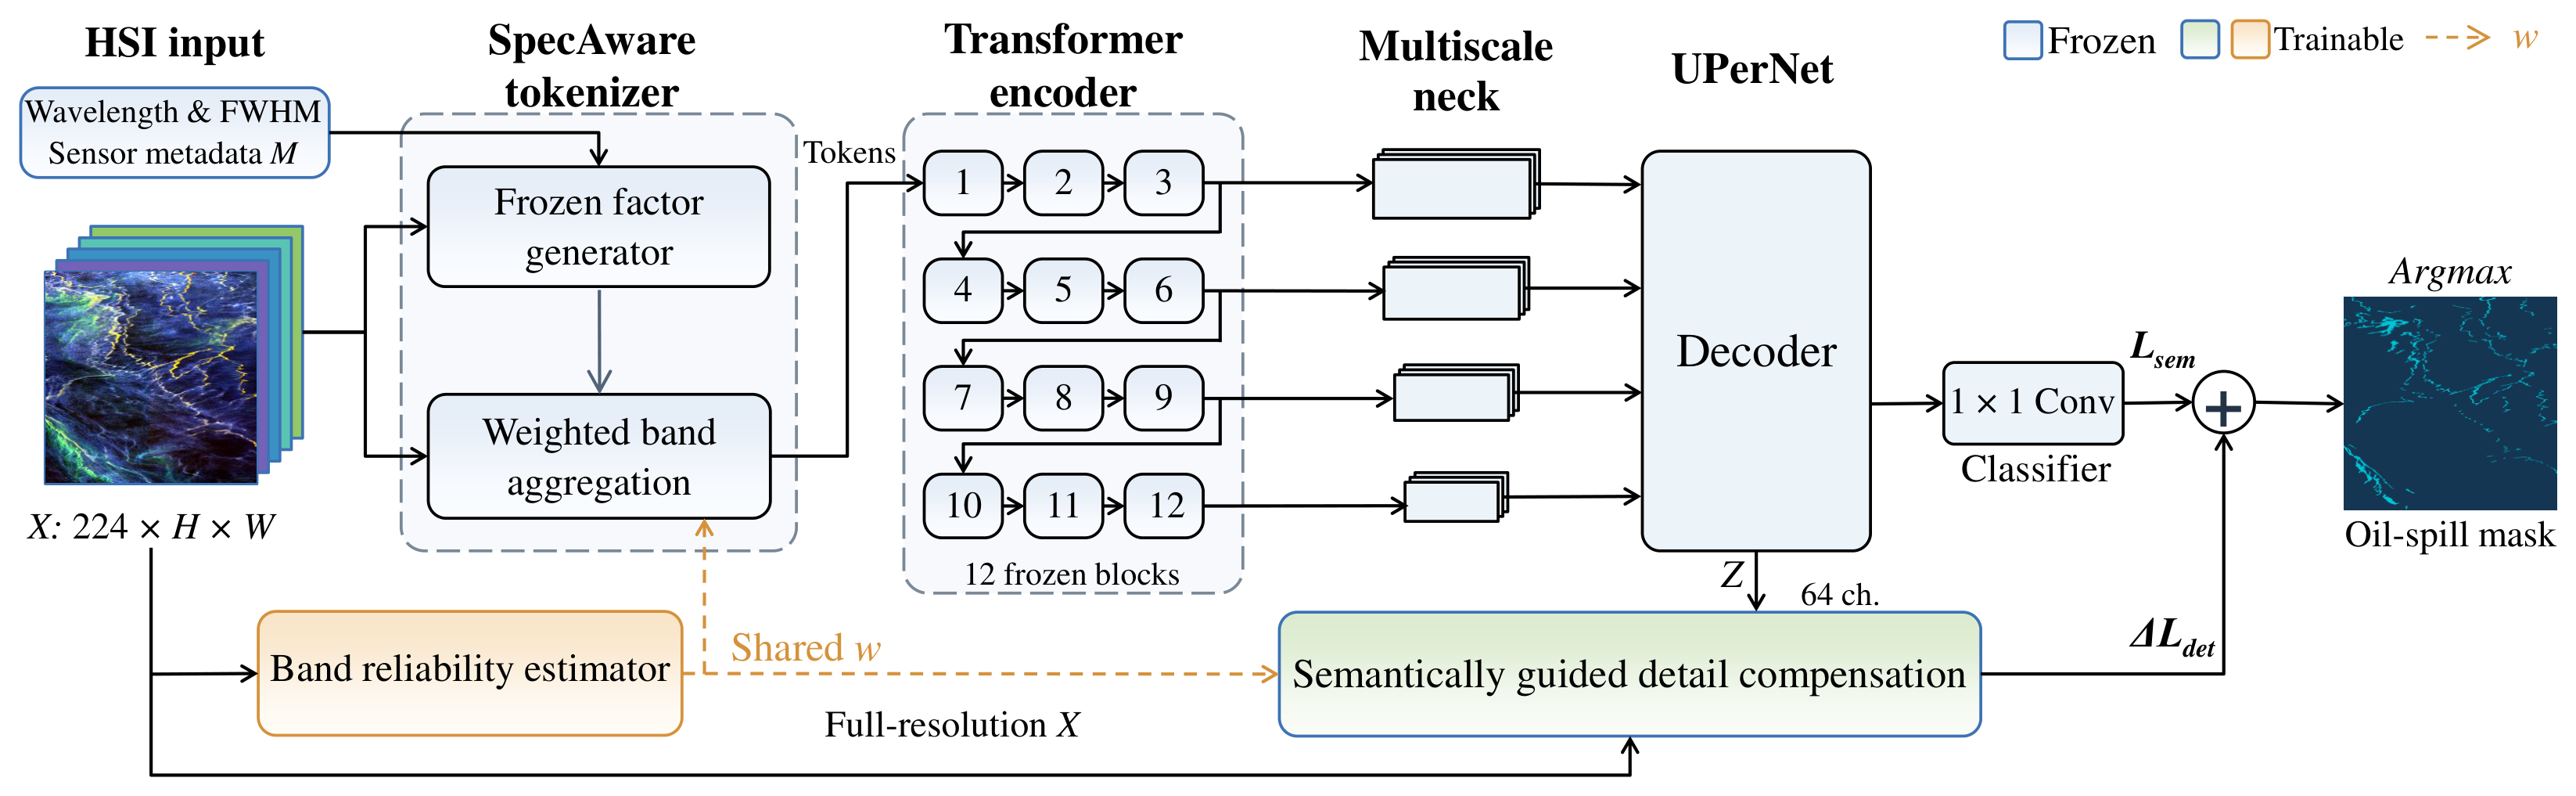 HSI input
SpecAware
tokenizer
Transformer
encoder
Multiscale
neck
UPerNet
Frozen
Trainable
w
Wavelength & FWHM
Sensor metadata M
Frozen factor
generator
Weighted band
aggregation
Tokens
1
2
3
4
5
6
7
8
9
10
11
12
12 frozen blocks
Decoder
1 × 1 Conv
Classifier
L_sem
+
Argmax
Oil-spill mask
X: 224 × H × W
Band reliability estimator
Shared w
Full-resolution X
Z
64 ch.
Semantically guided detail compensation
ΔL_det